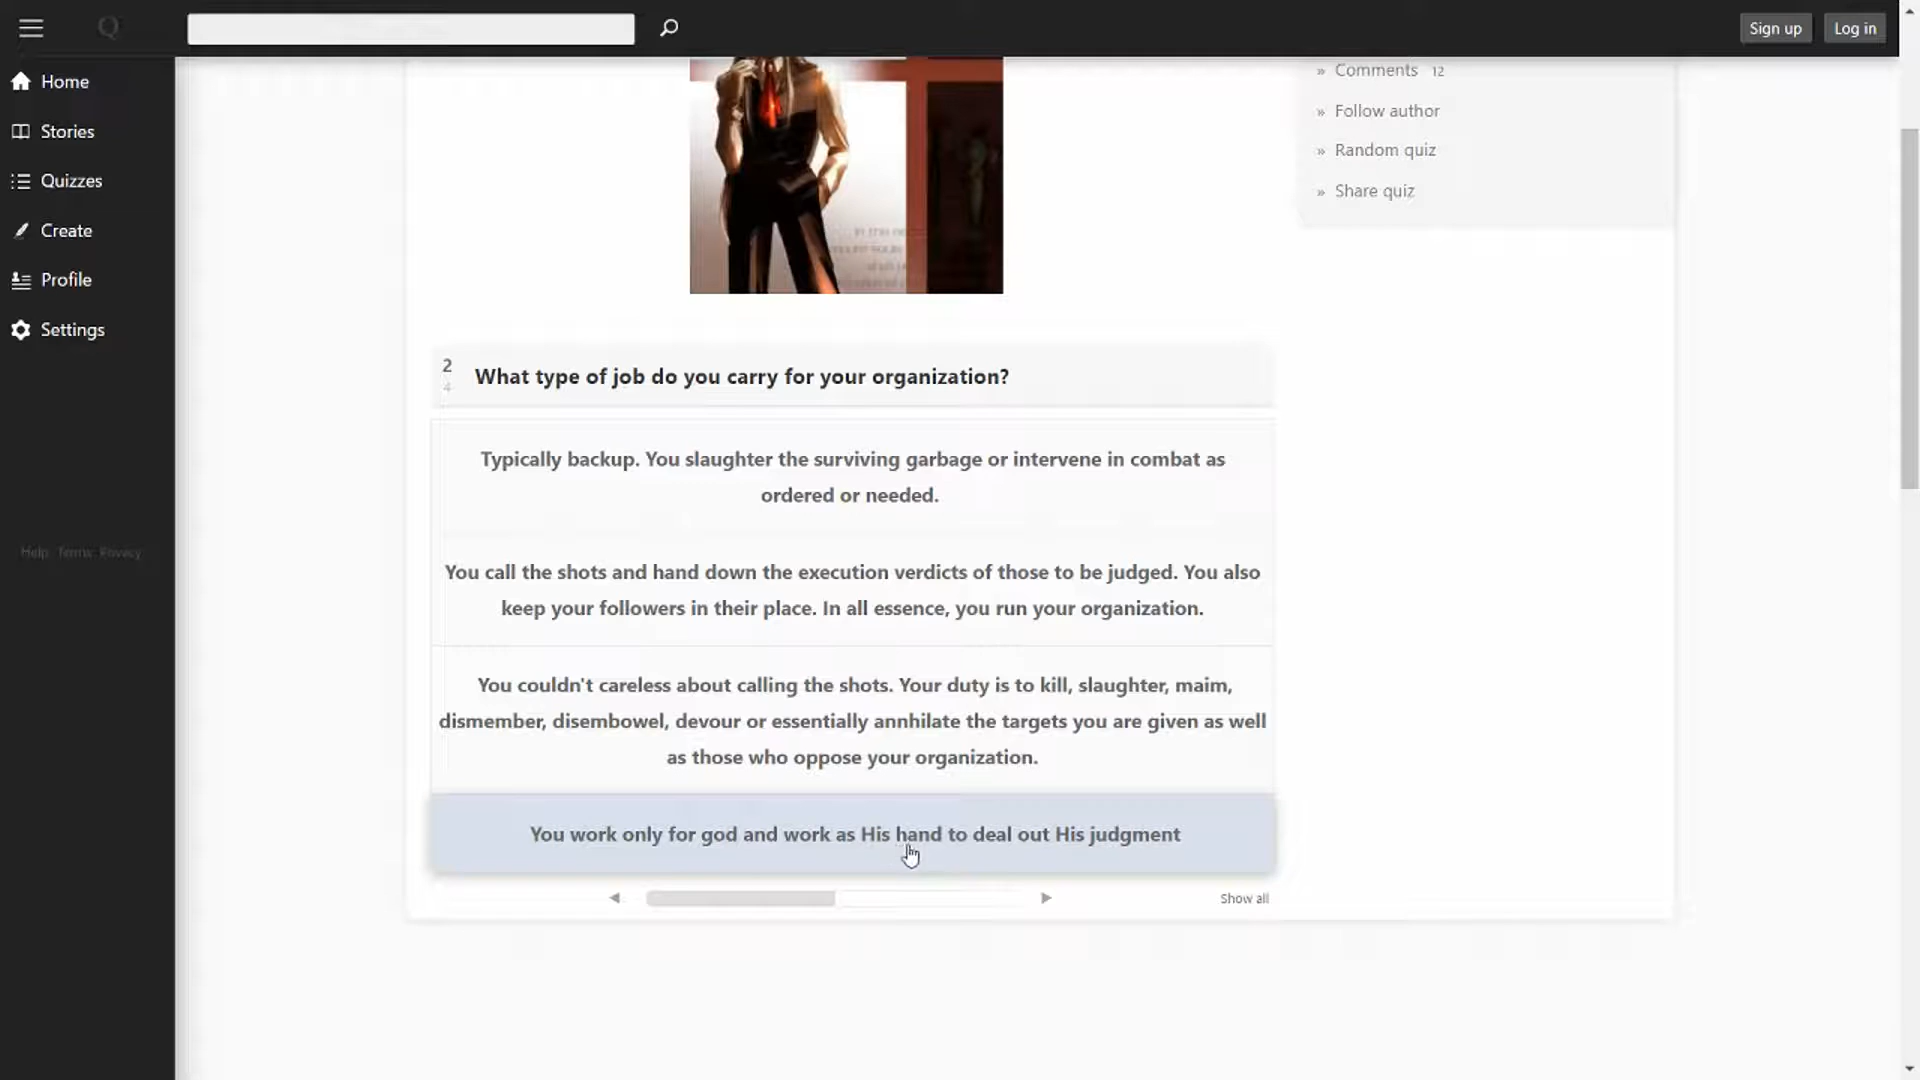 Q
Sign up
Log in
Home
Stories
Quizzes
Create
Profile
Settings
Help Terms Privacy
» Comments 12
» Follow author
» Random quiz
» Share quiz
2
4
What type of job do you carry for your organization?
Typically backup. You slaughter the surviving garbage or intervene in combat as
ordered or needed.
You call the shots and hand down the execution verdicts of those to be judged. You also
keep your followers in their place. In all essence, you run your organization.
You couldn't careless about calling the shots. Your duty is to kill, slaughter, maim,
dismember, disembowel, devour or essentially annhilate the targets you are given as well
as those who oppose your organization.
You work only for god and work as His hand to deal out His judgment
Show all